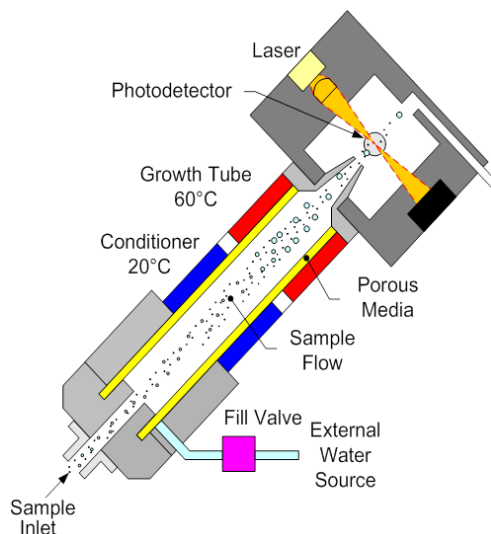 Laser
Photodetector
Growth Tube
60°C
Conditioner
20°C
Porous
Media
Sample
Flow
Fill Valve
External
Water
Source
Sample
Inlet